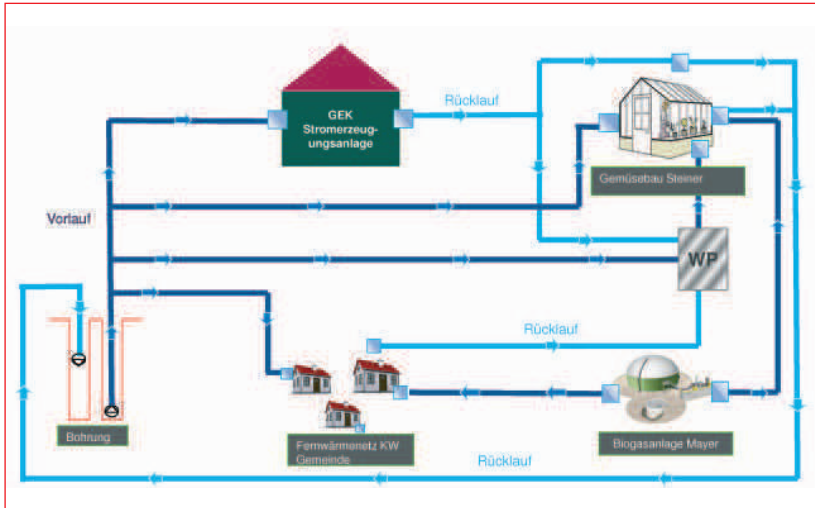 GEK
Stromerzeug-
ungsanlage
Rücklauf
Gemüsebau Steiner
Vorlauf
WP
Rücklauf
Bohrung
Fernwärmenetz KW
Gemeinde
Biogasanlage Mayer
Rücklauf